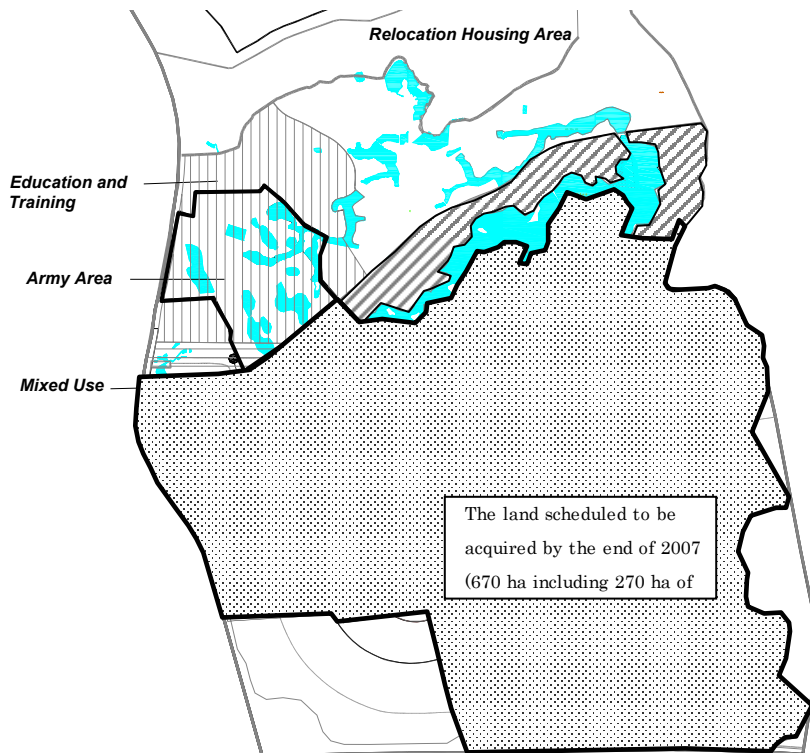 Relocation Housing Area
Education and
Training
Army Area
Mixed Use
The land scheduled to be
acquired by the end of 2007
(670 ha including 270 ha of